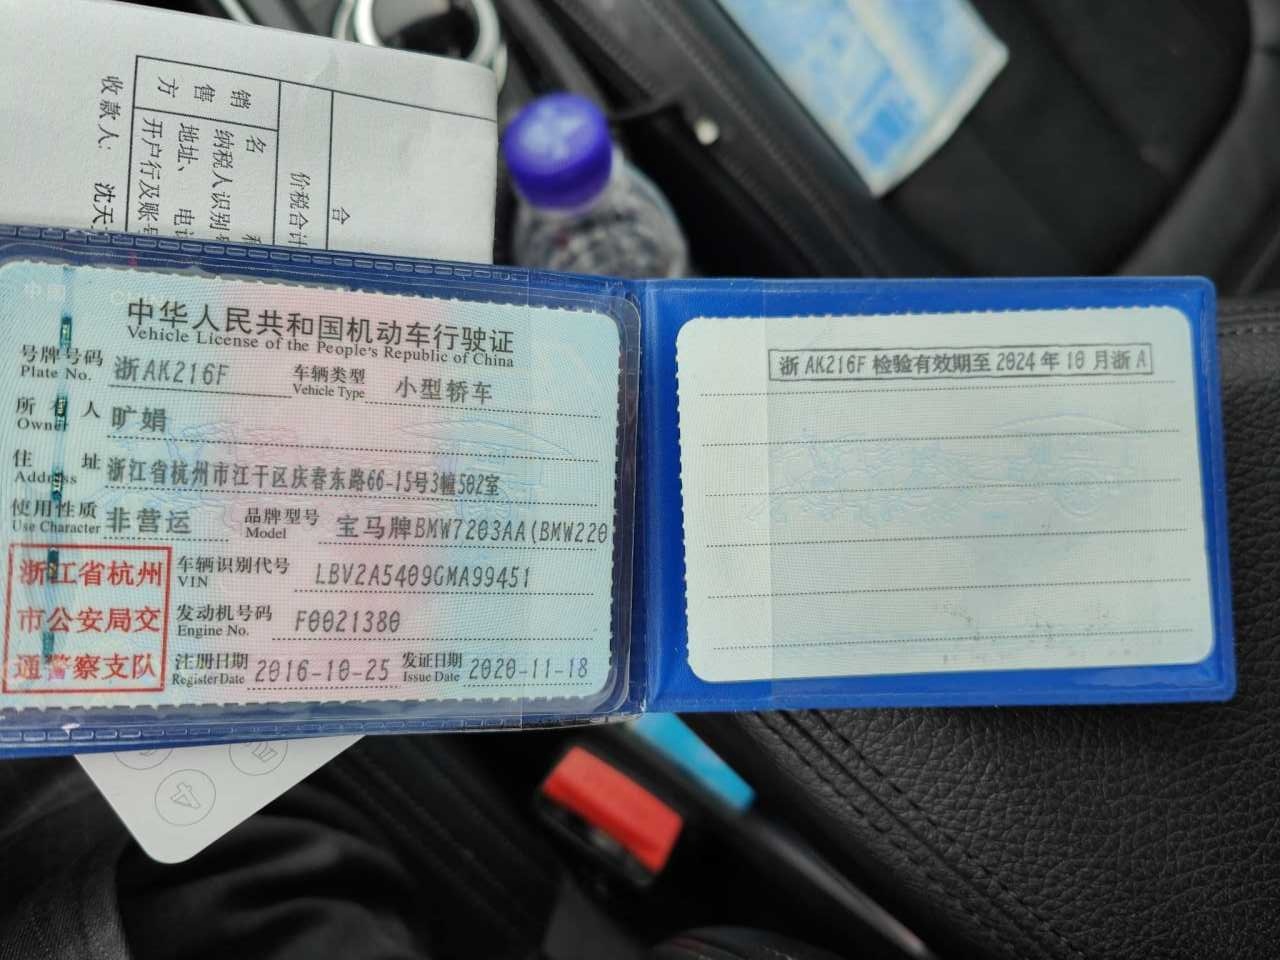 销售方
名
纳税人识别号
地址、电话
开户行及账号
价税合计
合
收款人：沈天
中华人民共和国机动车行驶证
Vehicle License of the People's Republic of China
号牌号码 浙AK216F 车辆类型 小型轿车
Plate No. Vehicle Type
所有人 旷娟
Owner
住址 浙江省杭州市江干区庆春东路66-15号3幢502室
Address
使用性质 非营运 品牌型号 宝马牌BMW7203AA(BMW220
Use Character Model
浙江省杭州
市公安局交
通警察支队
车辆识别代号 LBV2A5409GMA99451
VIN
发动机号码 F0021380
Engine No.
注册日期 2016-10-25 发证日期 2020-11-18
Register Date Issue Date
浙AK216F检验有效期至2024年10月浙A
4